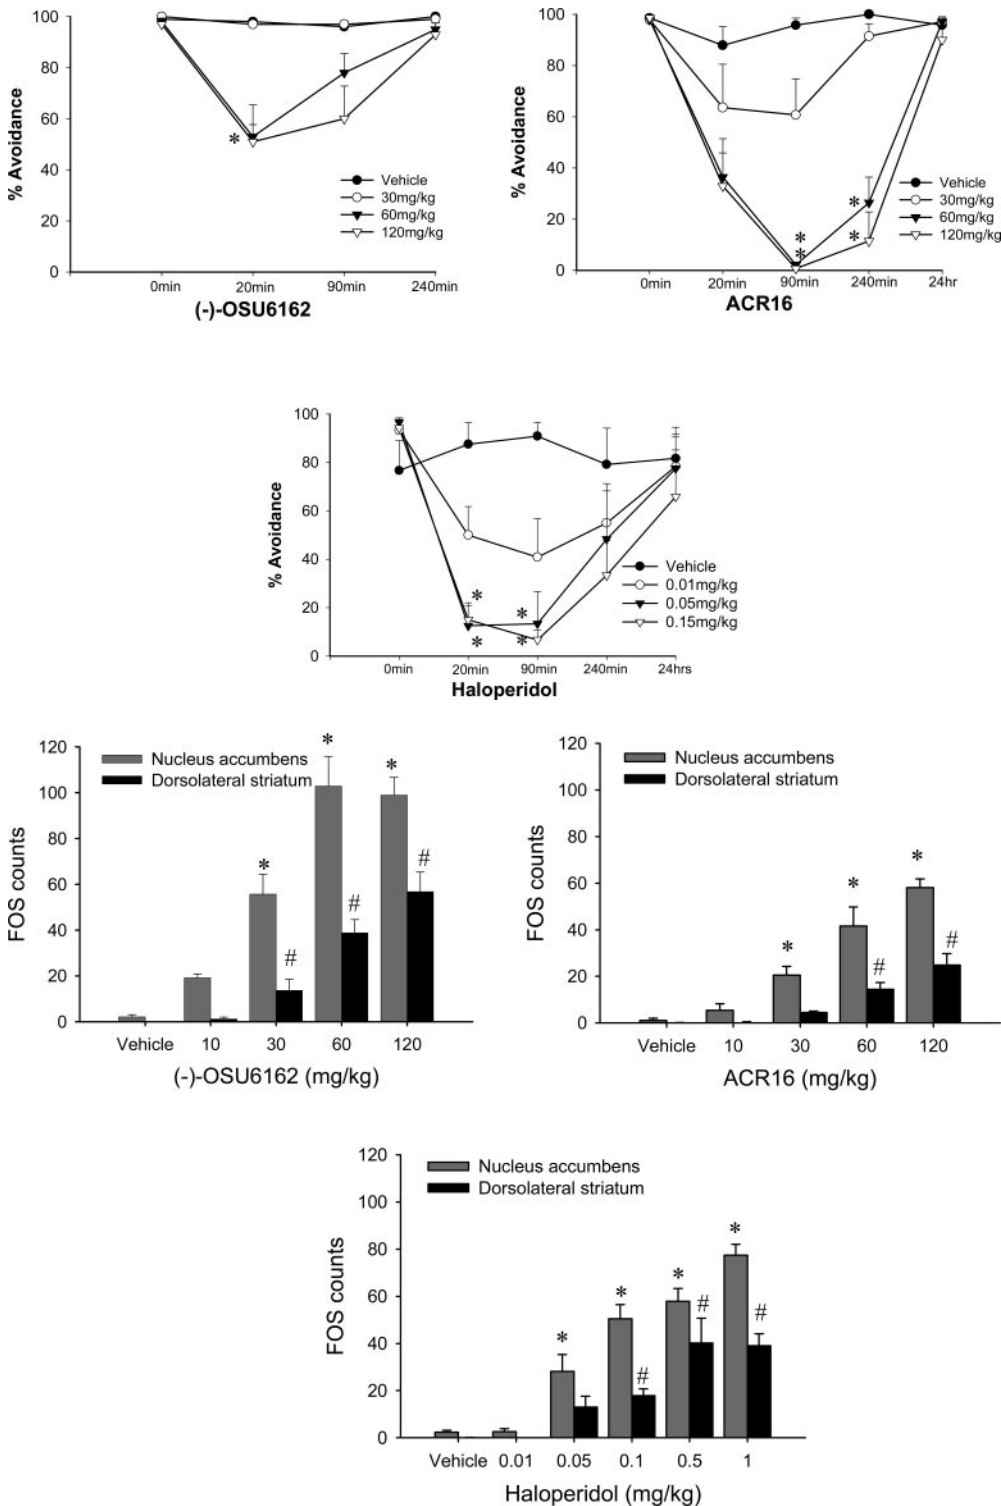 100
80
60
40
20
0
% Avoidance
*
Vehicle
30mg/kg
60mg/kg
120mg/kg
0min 20min 90min 240min
(-)-OSU6162
100
80
60
40
20
0
% Avoidance
* * * *
Vehicle
30mg/kg
60mg/kg
120mg/kg
0min 20min 90min 240min 24hr
ACR16
100
80
60
40
20
0
% Avoidance
* * * *
Vehicle
0.01mg/kg
0.05mg/kg
0.15mg/kg
0min 20min 90min 240min 24hrs
Haloperidol
120
100
80
60
40
20
0
FOS counts
Nucleus accumbens
Dorsolateral striatum
* # * # * #
Vehicle 10 30 60 120
(-)-OSU6162 (mg/kg)
120
100
80
60
40
20
0
FOS counts
Nucleus accumbens
Dorsolateral striatum
* * # * #
Vehicle 10 30 60 120
ACR16 (mg/kg)
120
100
80
60
40
20
0
FOS counts
Nucleus accumbens
Dorsolateral striatum
* * # * # * #
Vehicle 0.01 0.05 0.1 0.5 1
Haloperidol (mg/kg)